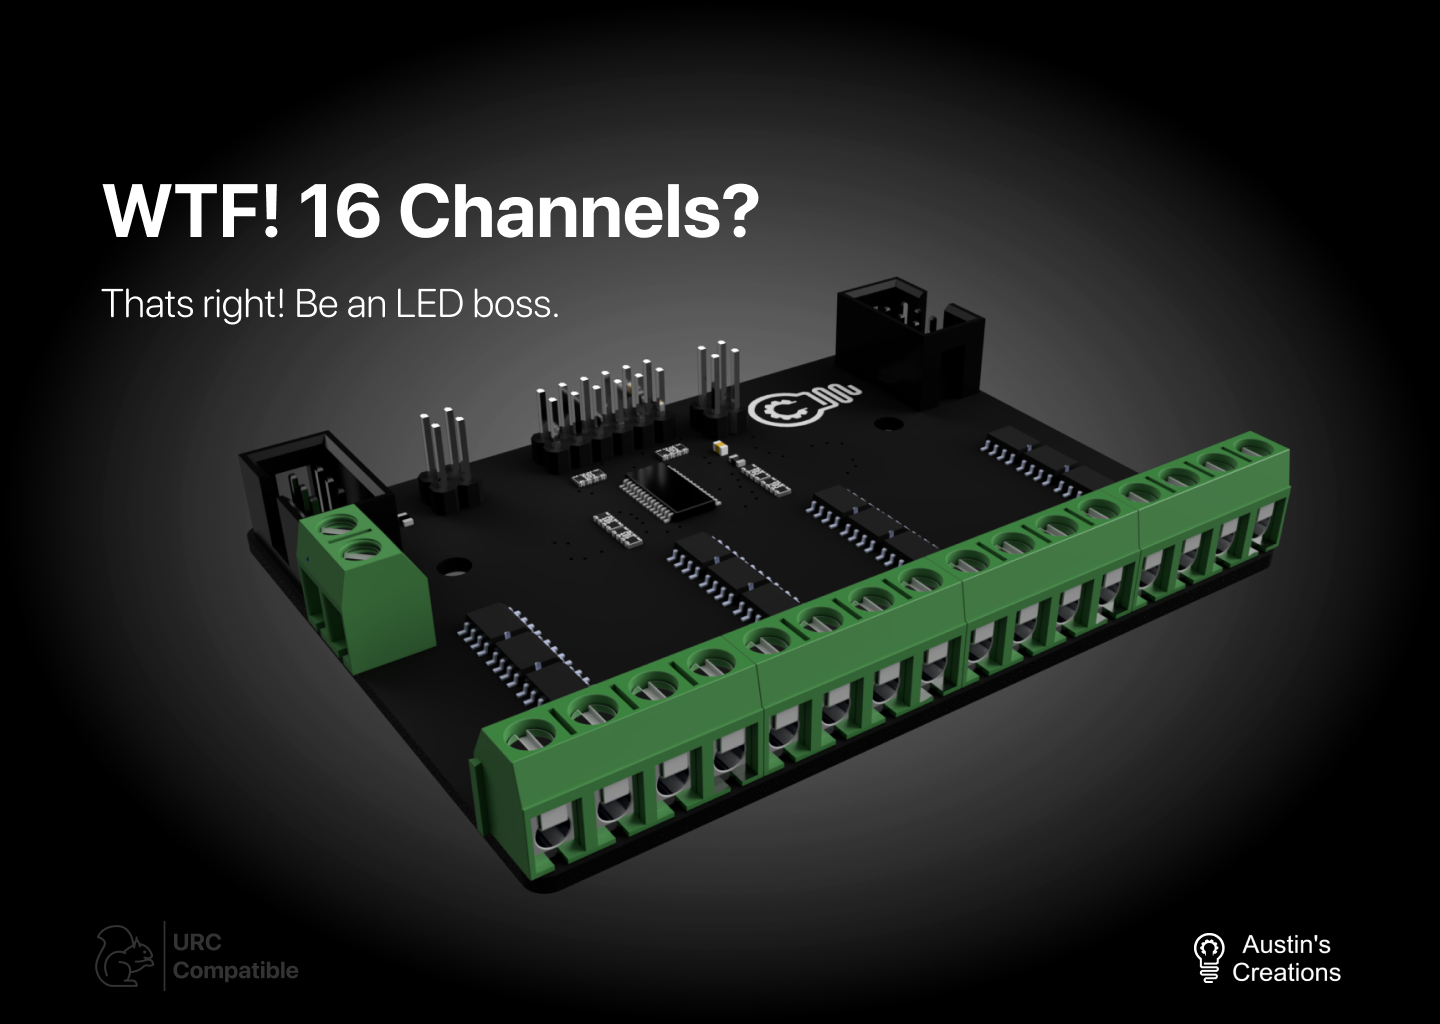 WTF! 16 Channels?
Thats right! Be an LED boss.
URC
Compatible
Austin's
Creations